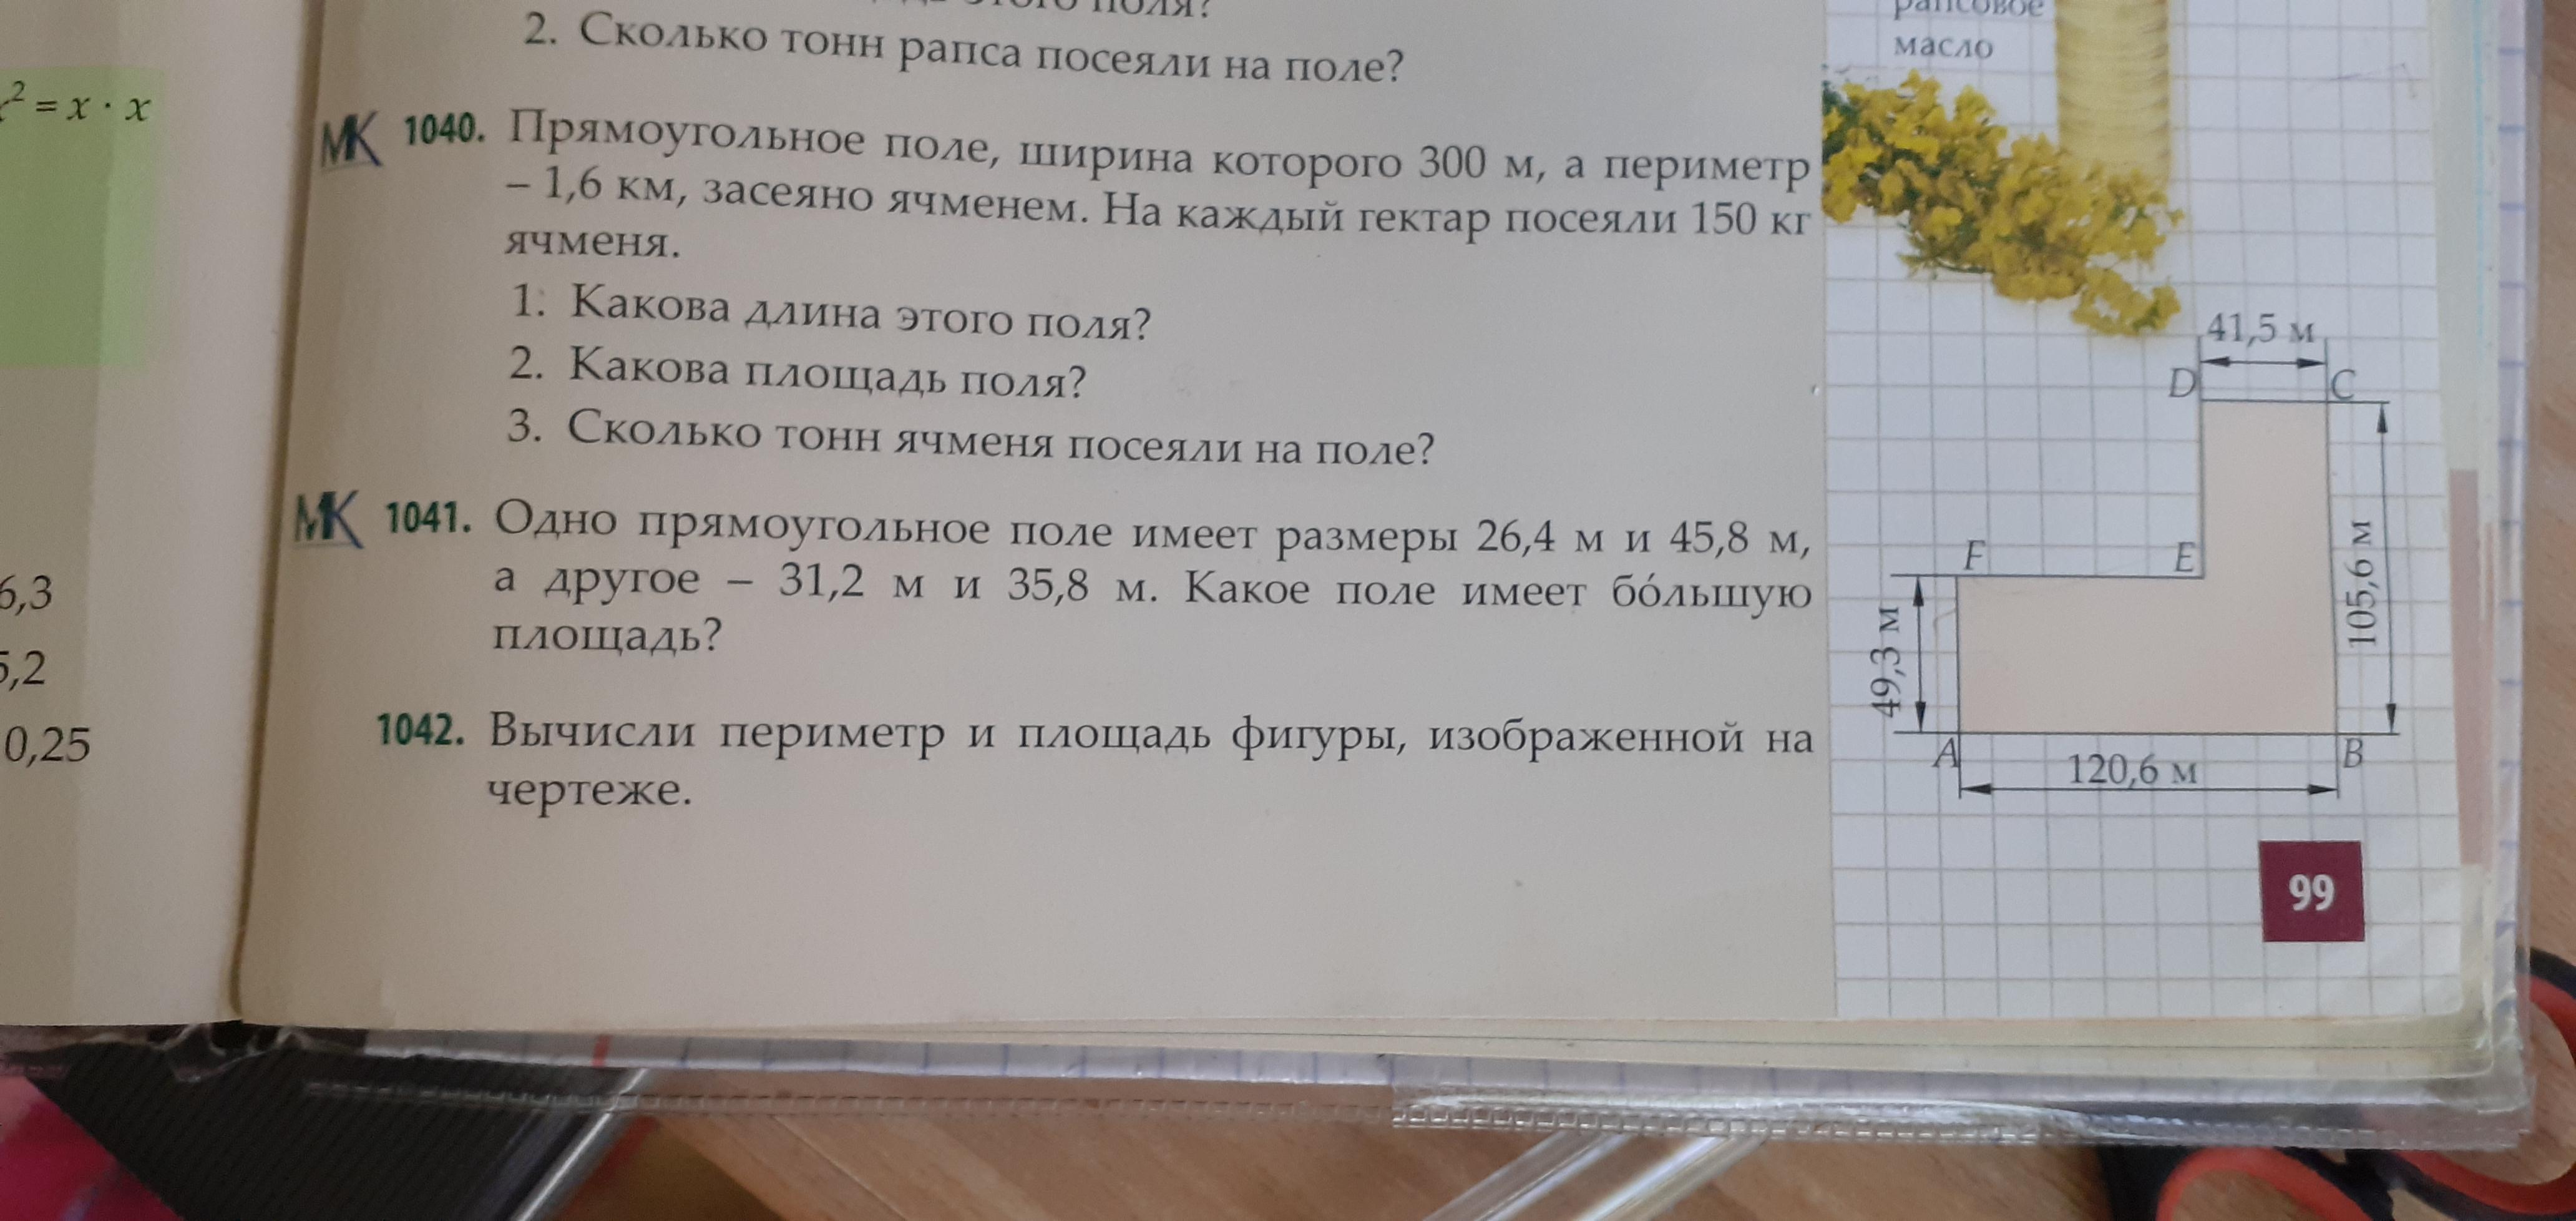 2. Сколько тонн рапса посеяли на поле?
² = x · x
6,3
5,2
0,25
МК 1040. Прямоугольное поле, ширина которого 300 м, а периметр
– 1,6 км, засеяно ячменем. На каждый гектар посеяли 150 кг
ячменя.
1. Какова длина этого поля?
2. Какова площадь поля?
3. Сколько тонн ячменя посеяли на поле?
МК 1041. Одно прямоугольное поле имеет размеры 26,4 м и 45,8 м,
а другое – 31,2 м и 35,8 м. Какое поле имеет бо́льшую
площадь?
1042. Вычисли периметр и площадь фигуры, изображенной на
чертеже.
рапсовое
масло
41,5 м
D
C
F
E
49,3 м
105,6 м
A
B
120,6 м
99